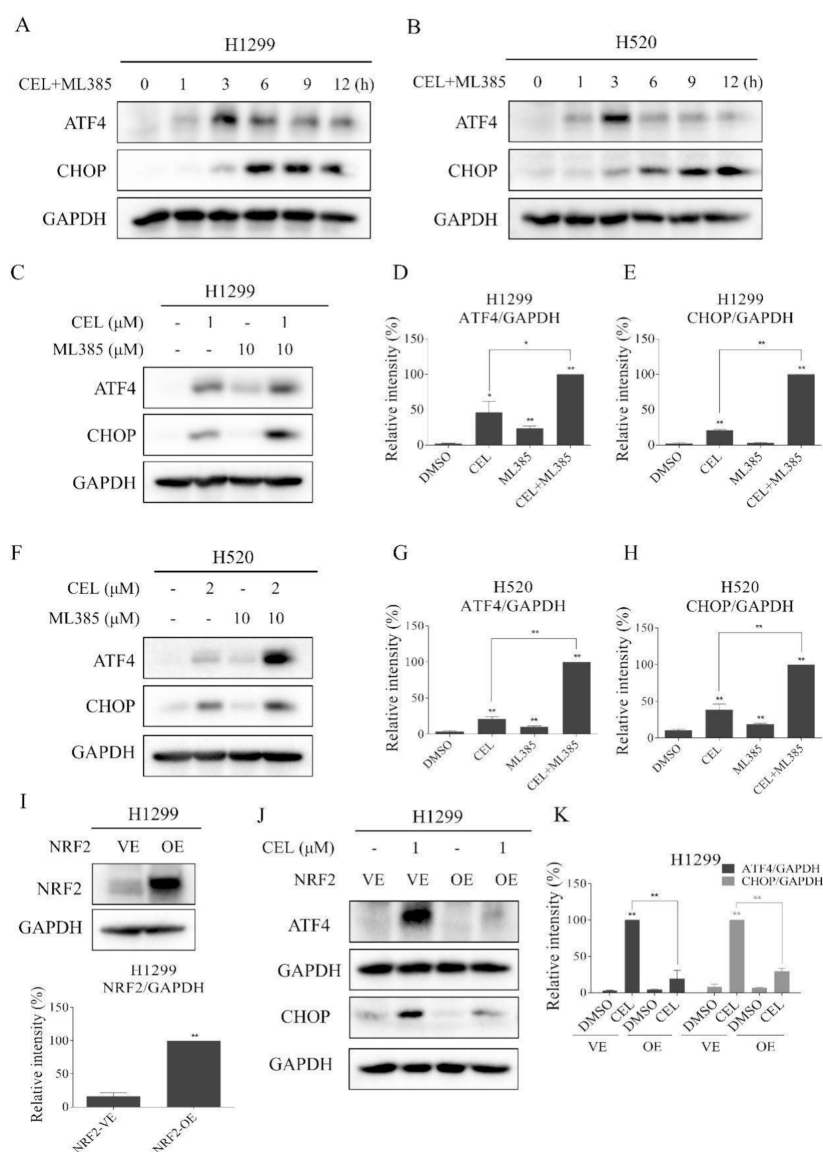 A
H1299
CEL+ML385 0 1 3 6 9 12 (h)
ATF4
CHOP
GAPDH
B
H520
CEL+ML385 0 1 3 6 9 12 (h)
ATF4
CHOP
GAPDH
C
H1299
CEL (μM) - 1 - 1
ML385 (μM) - - 10 10
ATF4
CHOP
GAPDH
D
H1299
ATF4/GAPDH
Relative intensity (%)
150
100
50
0
*
**
**
*
DMSO
CEL
ML385
CEL+ML385
E
H1299
CHOP/GAPDH
Relative intensity (%)
150
100
50
0
**
**
**
DMSO
CEL
ML385
CEL+ML385
F
H520
CEL (μM) - 2 - 2
ML385 (μM) - - 10 10
ATF4
CHOP
GAPDH
G
H520
ATF4/GAPDH
Relative intensity (%)
150
100
50
0
**
**
**
**
DMSO
CEL
ML385
CEL+ML385
H
H520
CHOP/GAPDH
Relative intensity (%)
150
100
50
0
**
**
**
**
DMSO
CEL
ML385
CEL+ML385
I
H1299
NRF2 VE OE
NRF2
GAPDH
H1299
NRF2/GAPDH
Relative intensity (%)
150
100
50
0
**
NRF2-VE
NRF2-OE
J
H1299
CEL (μM) - 1 - 1
NRF2 VE VE OE OE
ATF4
GAPDH
CHOP
GAPDH
K
H1299
ATF4/GAPDH
CHOP/GAPDH
Relative intensity (%)
150
100
50
0
**
**
**
**
DMSO CEL DMSO CEL DMSO CEL DMSO CEL
VE OE VE OE